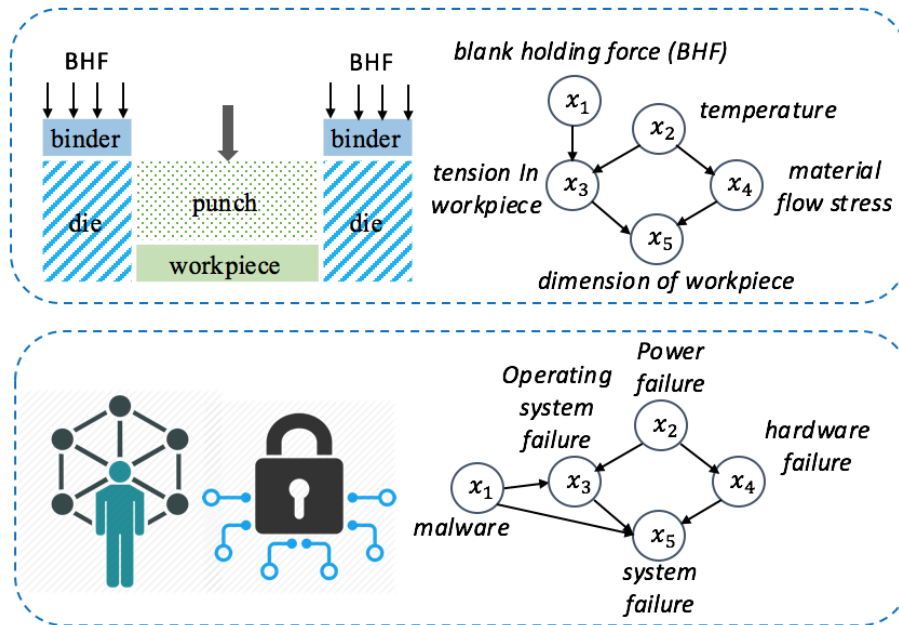 BHF
BHF
binder
binder
die
punch
die
workpiece
blank holding force (BHF)
x₁
temperature
x₂
tension In
workpiece
x₃
x₄
material
flow stress
x₅
dimension of workpiece
Power
failure
Operating
system
failure
x₂
hardware
failure
x₁
x₃
x₄
malware
x₅
system
failure